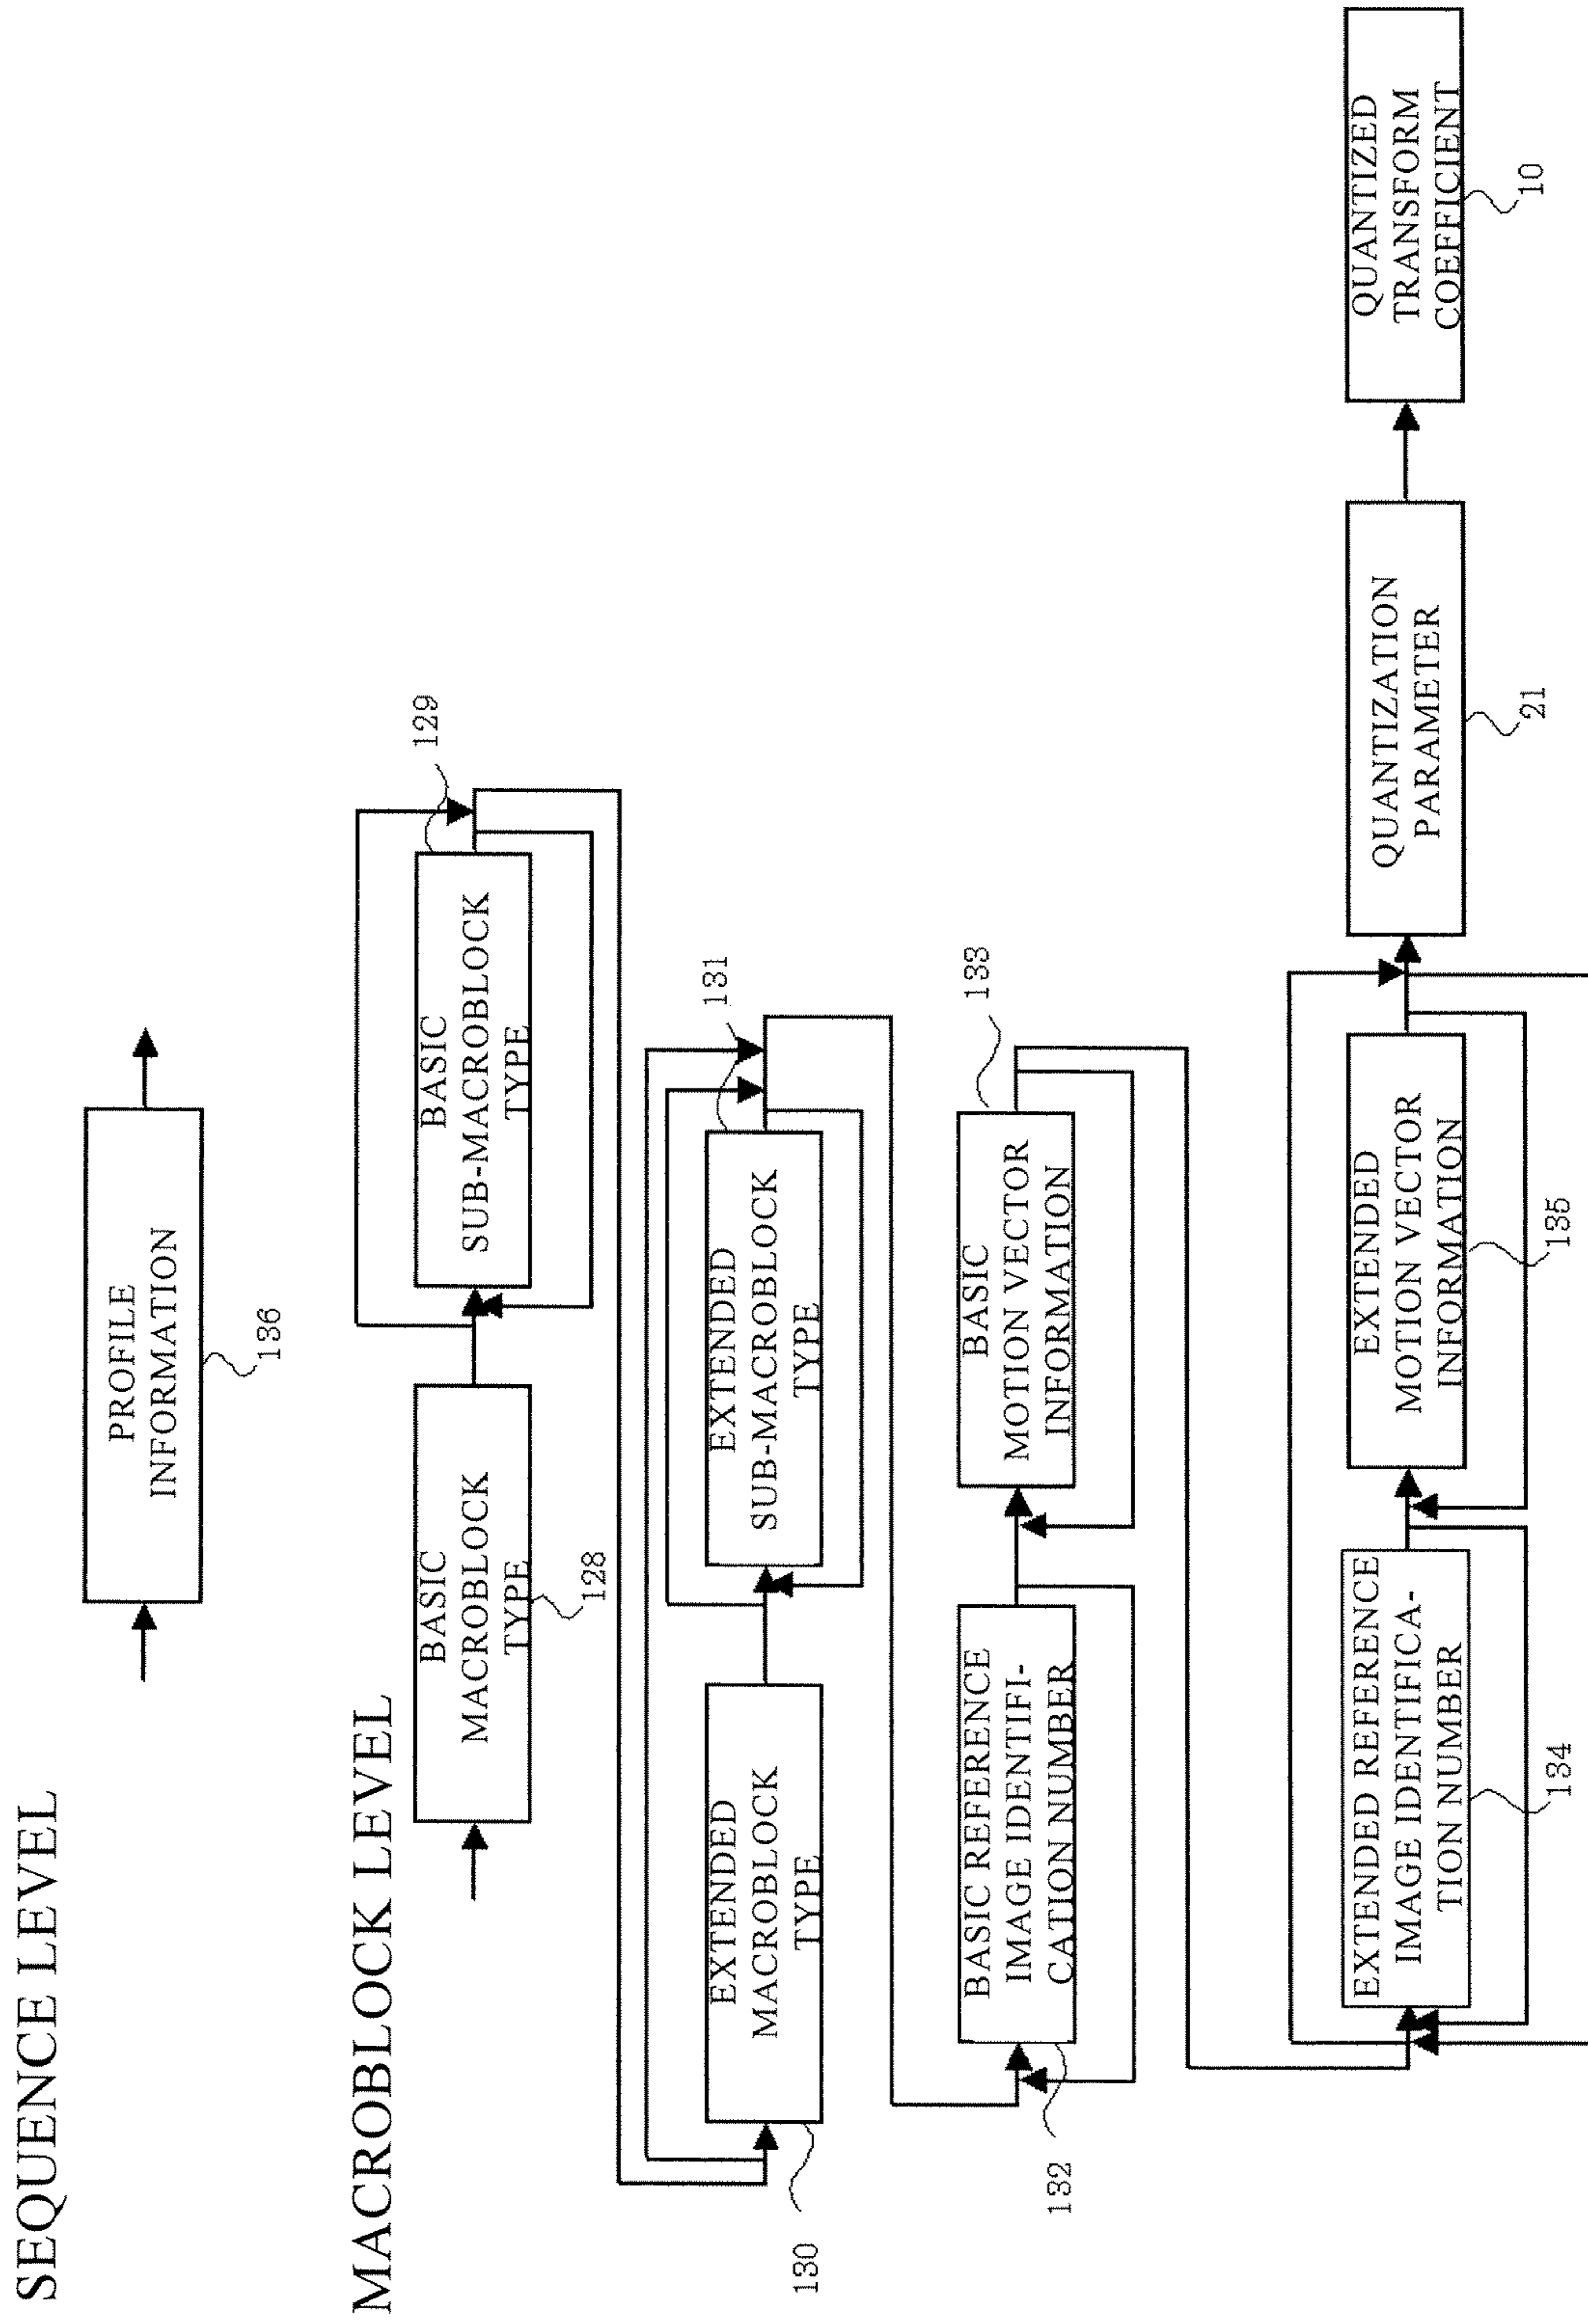 SEQUENCE LEVEL
PROFILE
INFORMATION
136
MACROBLOCK LEVEL
BASIC
MACROBLOCK
TYPE
128
BASIC
SUB-MACROBLOCK
TYPE
129
EXTENDED
MACROBLOCK
TYPE
130
EXTENDED
SUB-MACROBLOCK
TYPE
131
BASIC REFERENCE
IMAGE IDENTIFI-
CATION NUMBER
132
BASIC
MOTION VECTOR
INFORMATION
133
EXTENDED REFERENCE
IMAGE IDENTIFICA-
TION NUMBER
134
EXTENDED
MOTION VECTOR
INFORMATION
135
QUANTIZATION
PARAMETER
21
QUANTIZED
TRANSFORM
COEFFICIENT
10